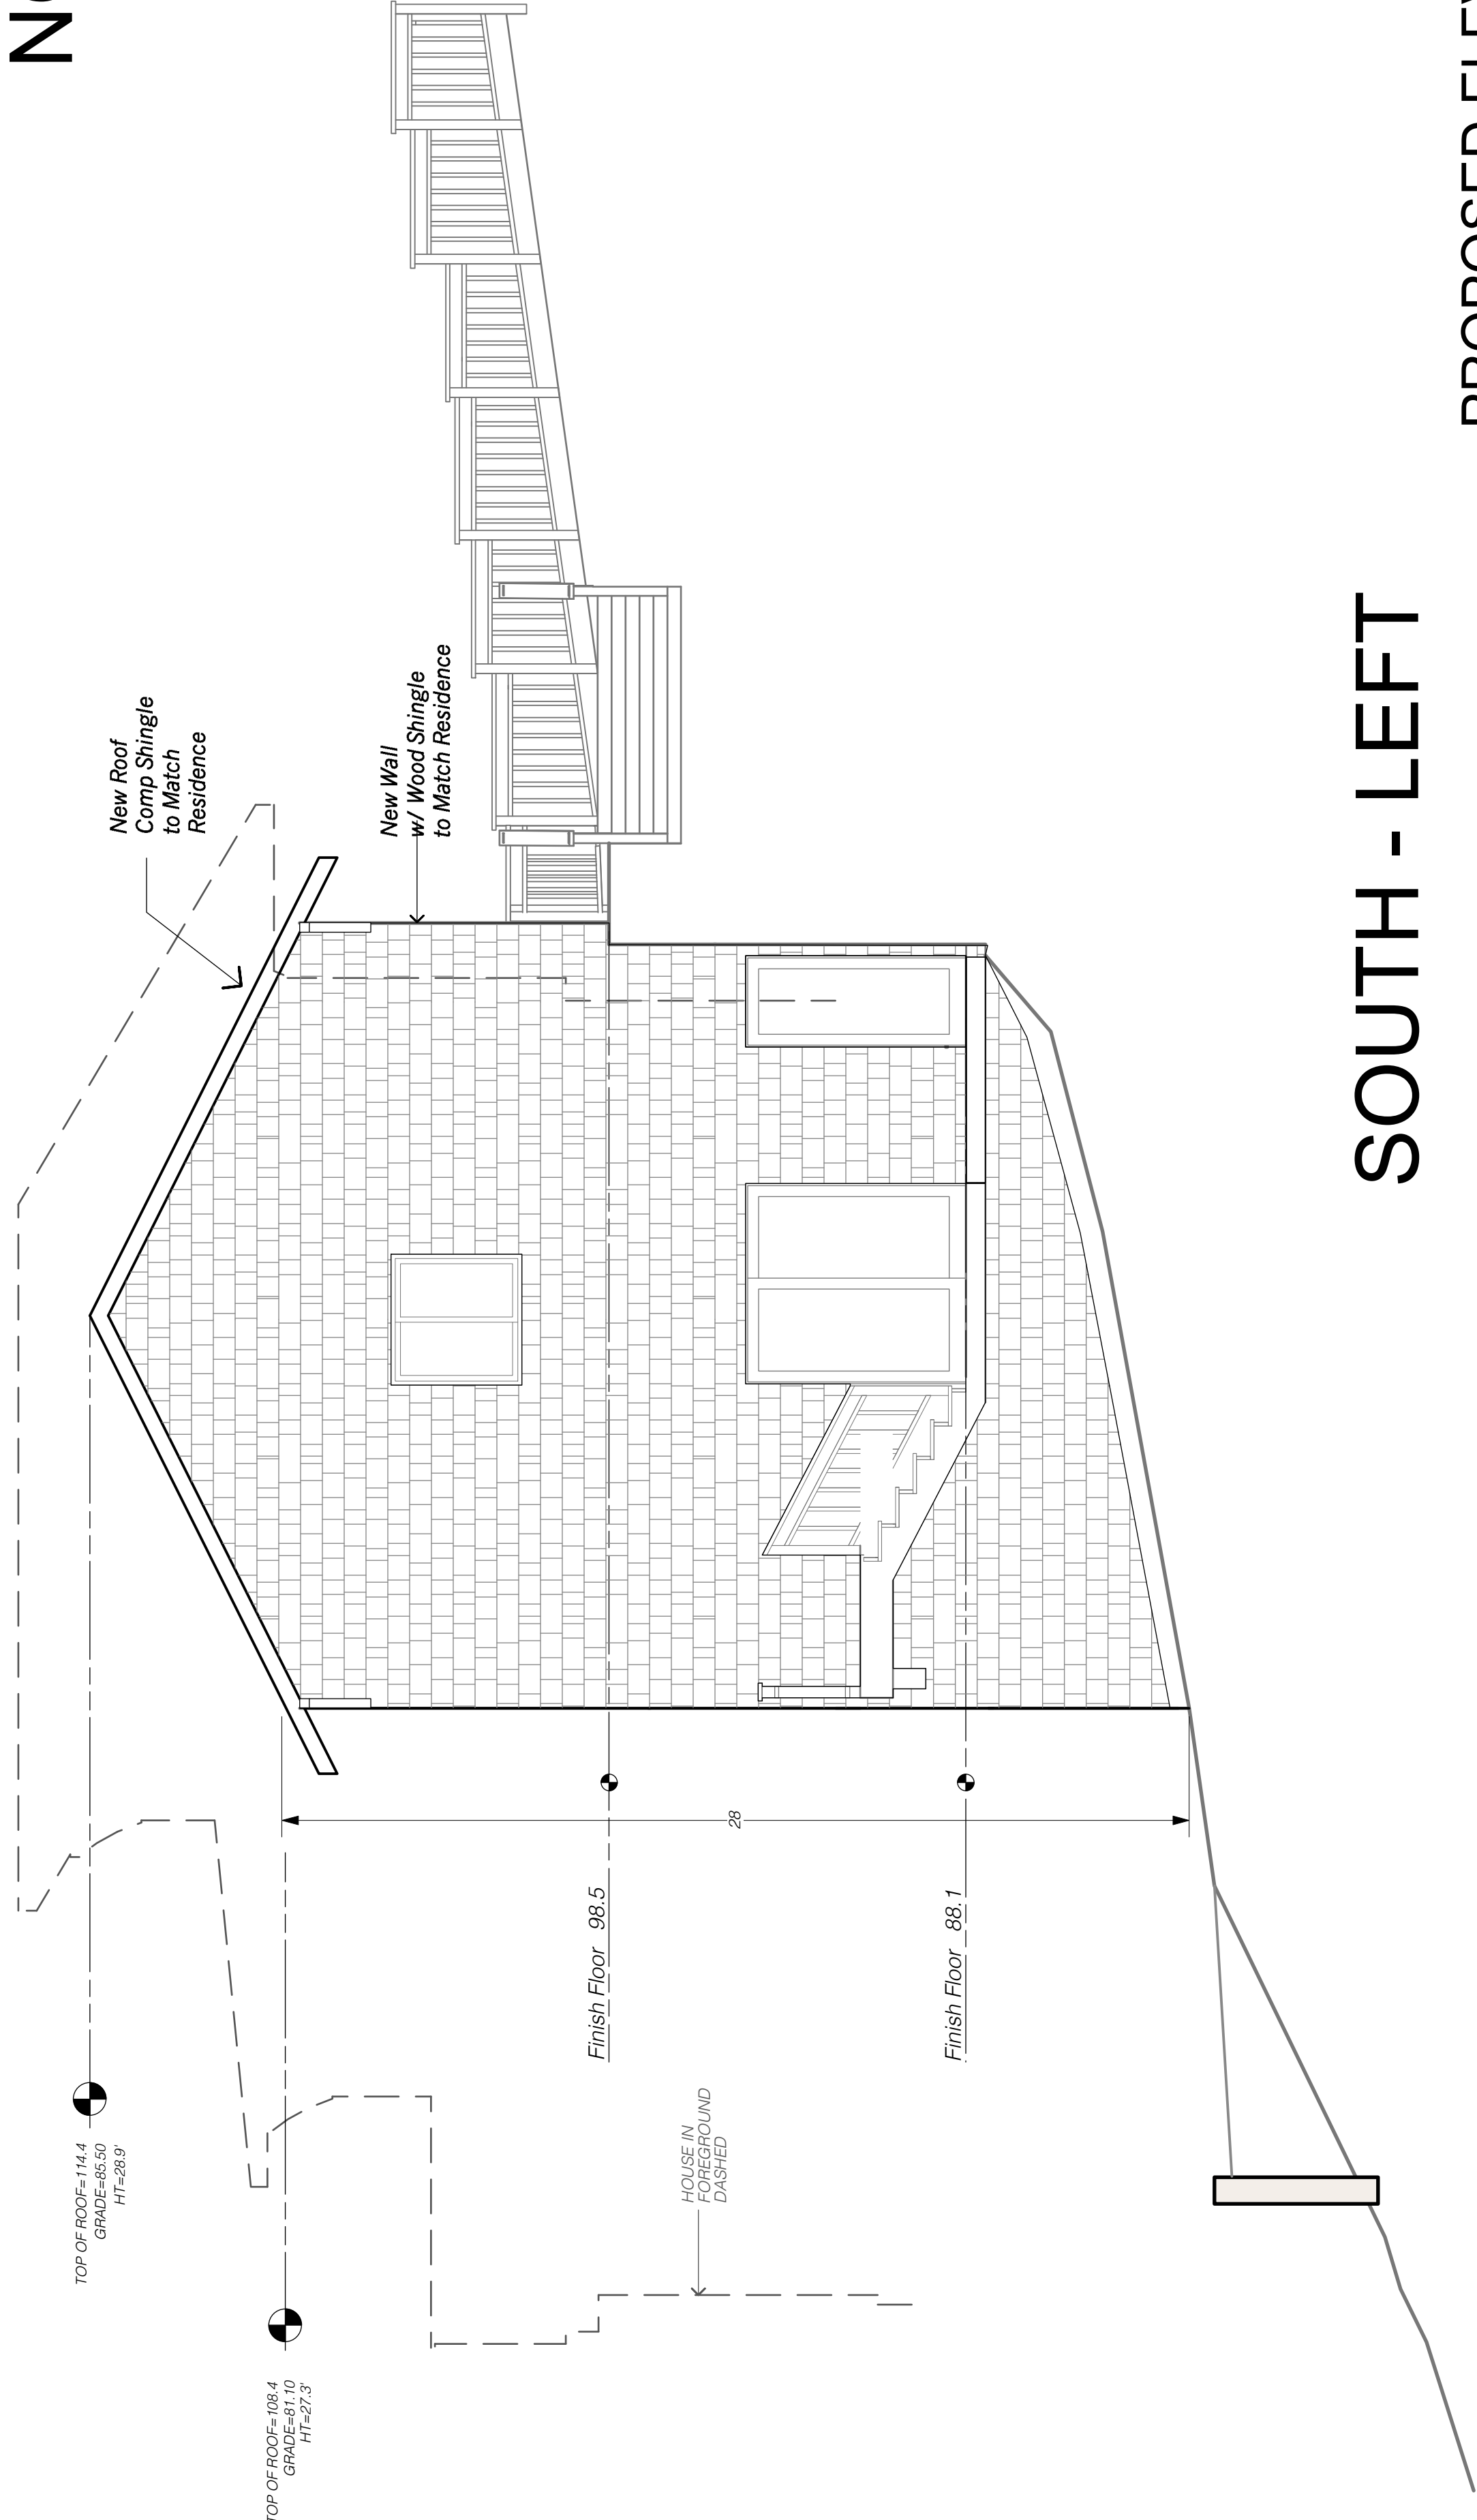 TOP OF ROOF=114.4
GRADE=85.50
HT=28.9'
TOP OF ROOF=108.4
GRADE=81.10
HT=27.3'
New Roof
Comp Shingle
to Match
Residence
New Wall
w/ Wood Shingle
to Match Residence
Finish Floor 98.5
28
Finish Floor 88.1
HOUSE IN
FOREGROUND
DASHED
SOUTH - LEFT
PROPOSED